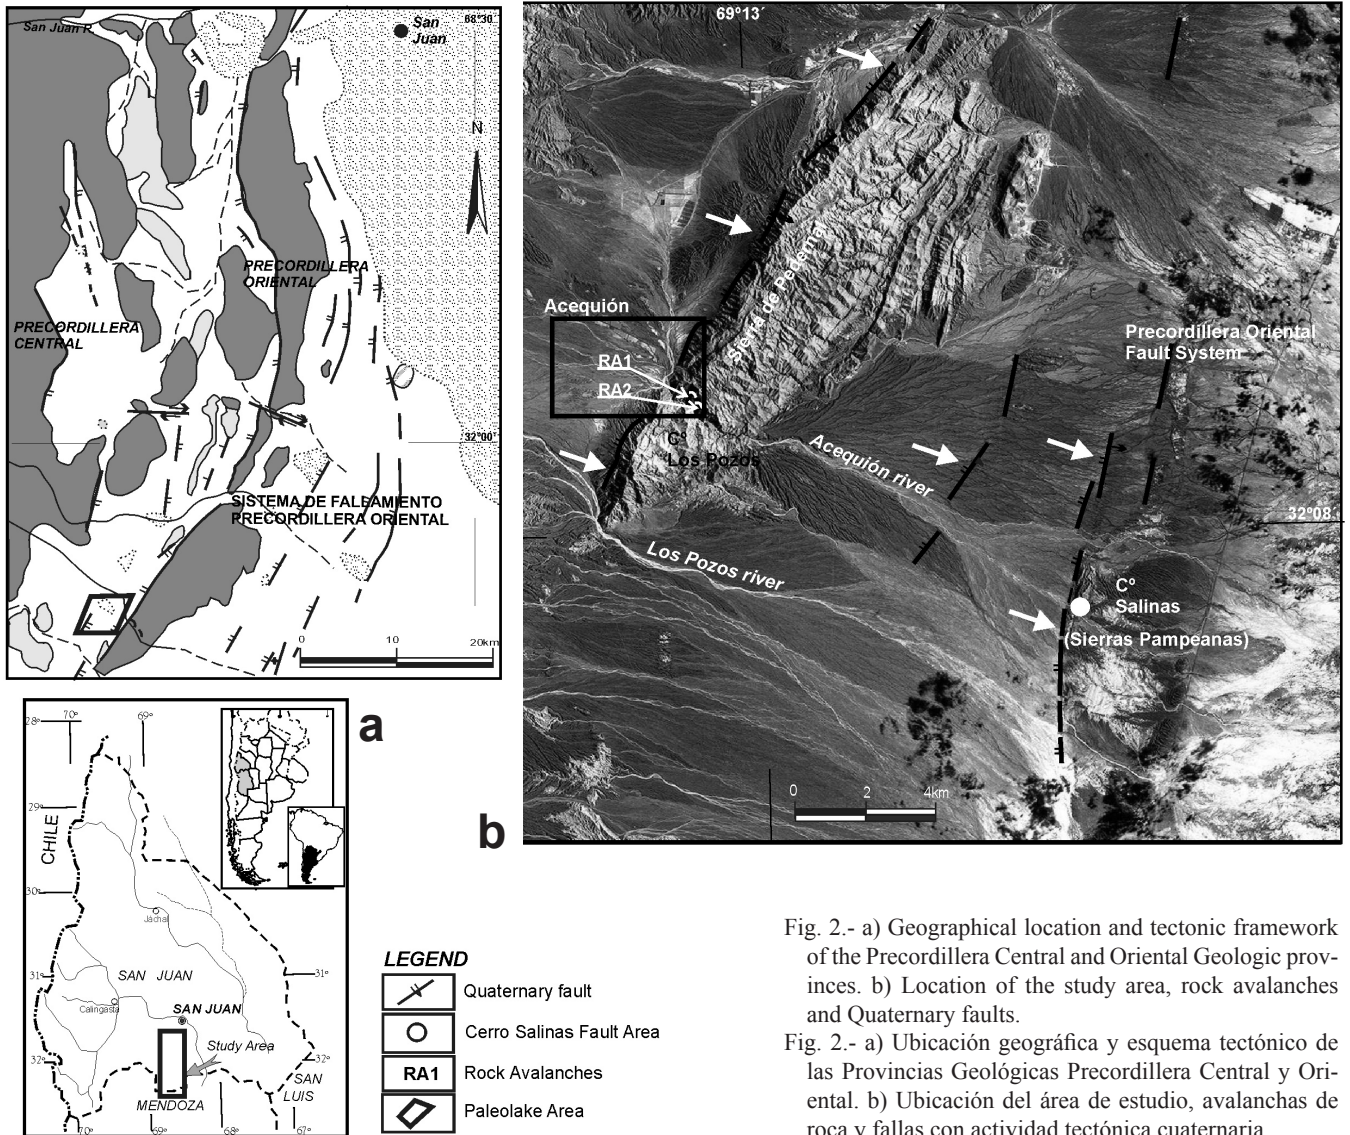 San Juan R.
68°30'
San
Juan
N
PRECORDILLERA
ORIENTAL
PRECORDILLERA
CENTRAL
32°00'
SISTEMA DE FALLAMIENTO
PRECORDILLERA ORIENTAL
0 10 20km
a
28° 70° 69°
29°
CHILE
30°
Jáchal
31° SAN JUAN 31°
Calingasta SAN JUAN
Study Area
32° 32°
SAN
LUIS
MENDOZA
70° 69° 68° 67°
69°13´
Sierra de Pedernal
Acequión
RA1
RA2
Precordillera Oriental
Fault System
C°
Los Pozos
Acequión river
32°08
Los Pozos river
C°
Salinas
(Sierras Pampeanas)
0 2 4km
b
LEGEND
Quaternary fault
Cerro Salinas Fault Area
RA1 Rock Avalanches
Paleolake Area
Fig. 2.- a) Geographical location and tectonic framework
of the Precordillera Central and Oriental Geologic prov-
inces. b) Location of the study area, rock avalanches
and Quaternary faults.
Fig. 2.- a) Ubicación geográfica y esquema tectónico de
las Provincias Geológicas Precordillera Central y Ori-
ental. b) Ubicación del área de estudio, avalanchas de
roca y fallas con actividad tectónica cuaternaria.